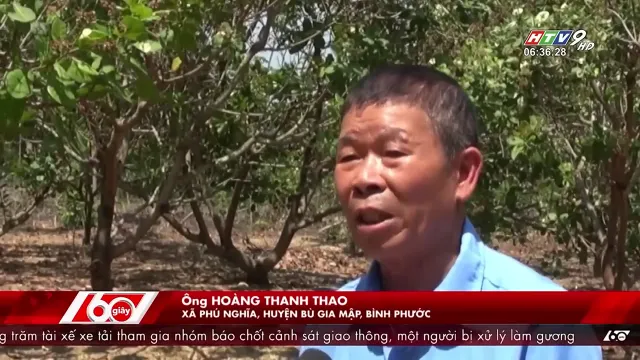 HTV9 HD
06:36.28
60 giây
Ông HOÀNG THANH THAO
XÃ PHÚ NGHĨA, HUYỆN BÙ GIA MẬP, BÌNH PHƯỚC
g trăm tài xế xe tải tham gia nhóm báo chốt cảnh sát giao thông, một người bị xử lý làm gương
60